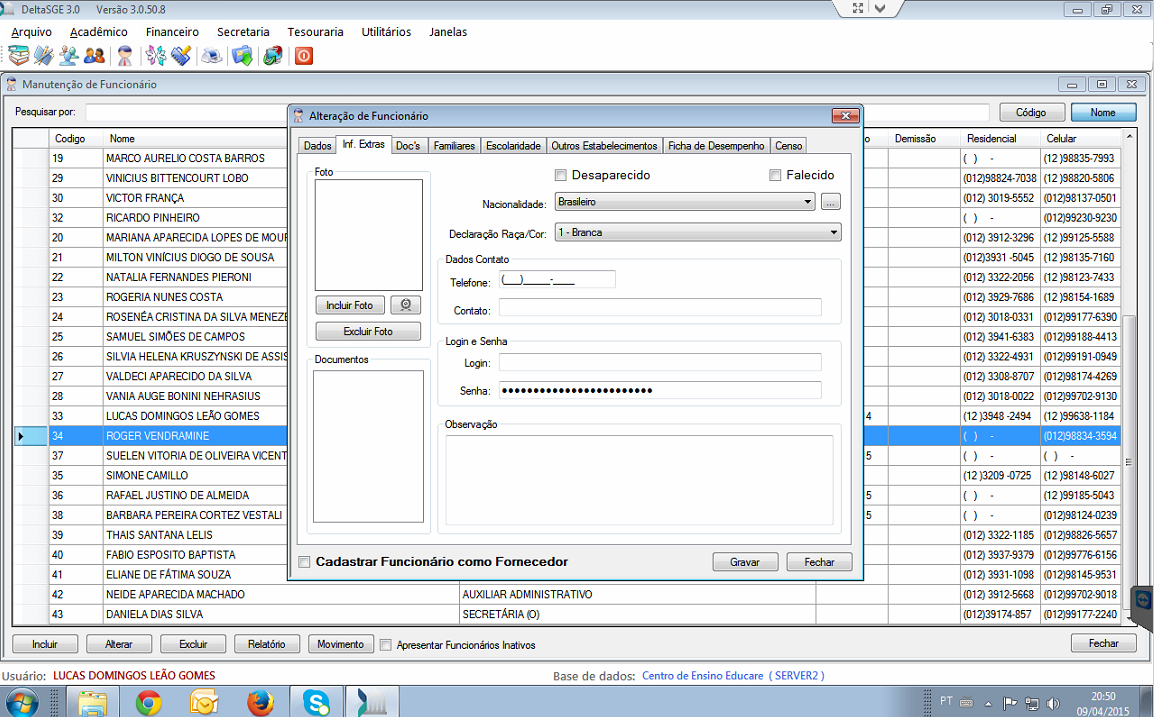 DeltaSGE 3.0 Versão 3.0.50.8
Arquivo Acadêmico Financeiro Secretaria Tesouraria Utilitários Janelas
Manutenção de Funcionário
Pesquisar por: Código Nome
Codigo Nome o Demissão Residencial Celular
19 MARCO AURELIO COSTA BARROS ( ) - (12 )98835-7993
29 VINICIUS BITTENCOURT LOBO (012)98824-7038 (12 )98820-5806
30 VICTOR FRANÇA (012) 3019-5552 (012)98137-0501
32 RICARDO PINHEIRO ( ) - (012)99230-9230
20 MARIANA APARECIDA LOPES DE MOUF (012) 3912-3296 (12 )99125-5588
21 MILTON VINÍCIUS DIOGO DE SOUSA (012)3931 -5045 (12 )98135-7160
22 NATALIA FERNANDES PIERONI (012) 3322-2056 (12 )98123-7433
23 ROGERIA NUNES COSTA (012) 3929-7686 (12 )98154-1689
24 ROSENÉA CRISTINA DA SILVA MENEZE (012) 3018-0331 (012)99177-6390
25 SAMUEL SIMÕES DE CAMPOS (012) 3941-6383 (012)99188-4413
26 SILVIA HELENA KRUSZYNSKI DE ASSIS (012) 3322-4931 (012)99191-0949
27 VALDECI APARECIDO DA SILVA (012) 3308-8707 (012)98174-4269
28 VANIA AUGE BONINI NEHRASIUS (012) 3018-0022 (012)99702-9130
33 LUCAS DOMINGOS LEÃO GOMES 4 (12 )3948 -2494 (12 )99638-1184
34 ROGER VENDRAMINE ( ) - (012)98834-3594
37 SUELEN VITORIA DE OLIVEIRA VICENT 5 ( ) - ( ) -
35 SIMONE CAMILLO (12 )3209 -0725 (12 )98148-6027
36 RAFAEL JUSTINO DE ALMEIDA 5 ( ) - (12 )99185-5043
38 BARBARA PEREIRA CORTEZ VESTALI 5 ( ) - (012)98124-0239
39 THAIS SANTANA LELIS (012) 3322-1185 (012)98826-5657
40 FABIO ESPOSITO BAPTISTA (012) 3937-9379 (012)99776-6156
41 ELIANE DE FÁTIMA SOUZA (012) 3931-1098 (012)98145-9531
42 NEIDE APARECIDA MACHADO AUXILIAR ADMINISTRATIVO (012) 3912-5668 (012)99702-9018
43 DANIELA DIAS SILVA SECRETÁRIA (O) (012)39174-857 (012)99177-2240
Alteração de Funcionário
Dados Inf. Extras Doc's Familiares Escolaridade Outros Estabelecimentos Ficha de Desempenho Censo
Foto
Desaparecido Falecido
Nacionalidade: Brasileiro ...
Declaração Raça/Cor: 1 - Branca
Dados Contato
Telefone: (___)_____-____
Incluir Foto
Contato:
Excluir Foto
Login e Senha
Documentos
Login:
Senha: ●●●●●●●●●●●●●●●●●●●●●●●●
Observação
Cadastrar Funcionário como Fornecedor Gravar Fechar
Incluir Alterar Excluir Relatório Movimento Apresentar Funcionários Inativos Fechar
Usuário: LUCAS DOMINGOS LEÃO GOMES Base de dados: Centro de Ensino Educare ( SERVER2 )
PT 20:50
09/04/2015